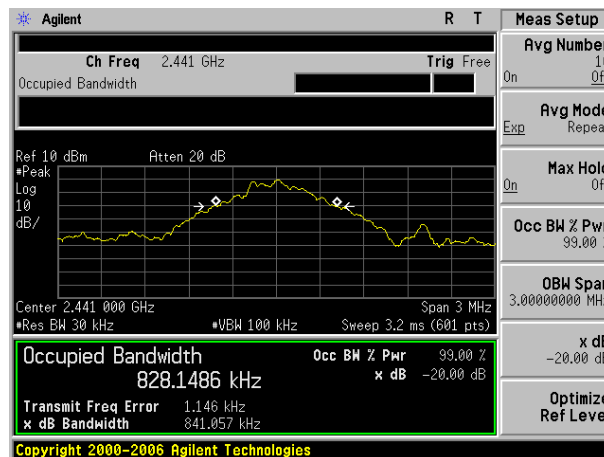 Agilent R T Meas Setup
Ch Freq 2.441 GHz Trig Free
Occupied Bandwidth
Avg Number
On
Avg Mode
Exp Repea
Max Hold
On Of
Occ BW % Pwr
99.00
OBW Span
3.00000000 MH
x dB
-20.00 dB
Optimize
Ref Level
Ref 10 dBm Atten 20 dB
#Peak
Log
10
dB/
Center 2.441 000 GHz Span 3 MHz
#Res BW 30 kHz #VBW 100 kHz Sweep 3.2 ms (601 pts)
Occupied Bandwidth Occ BW % Pwr 99.00 %
828.1486 kHz x dB -20.00 dB
Transmit Freq Error 1.146 kHz
x dB Bandwidth 841.057 kHz
Copyright 2000-2006 Agilent Technologies